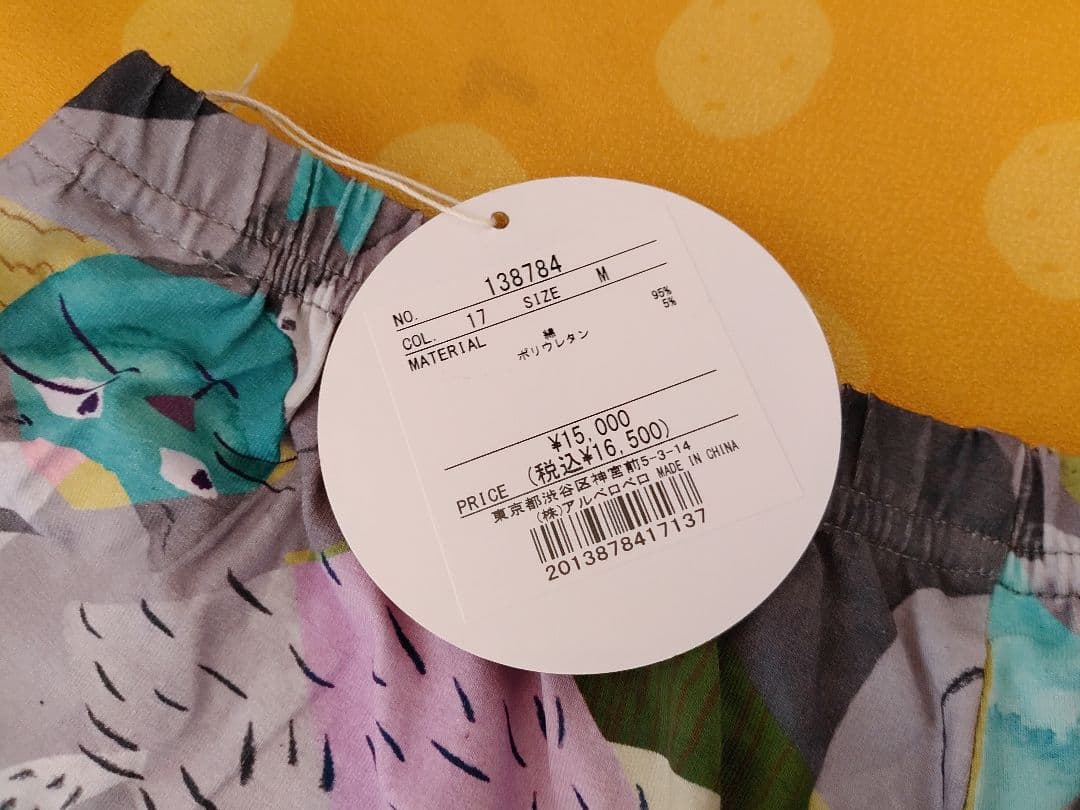 NO. 138784
COL. 17 SIZE M
MATERIAL 綿 95%
ポリウレタン 5%
¥15,000
PRICE (税込¥16,500)
東京都渋谷区神宮前5-3-14
(株)アルベロベロ MADE IN CHINA
2013878417137